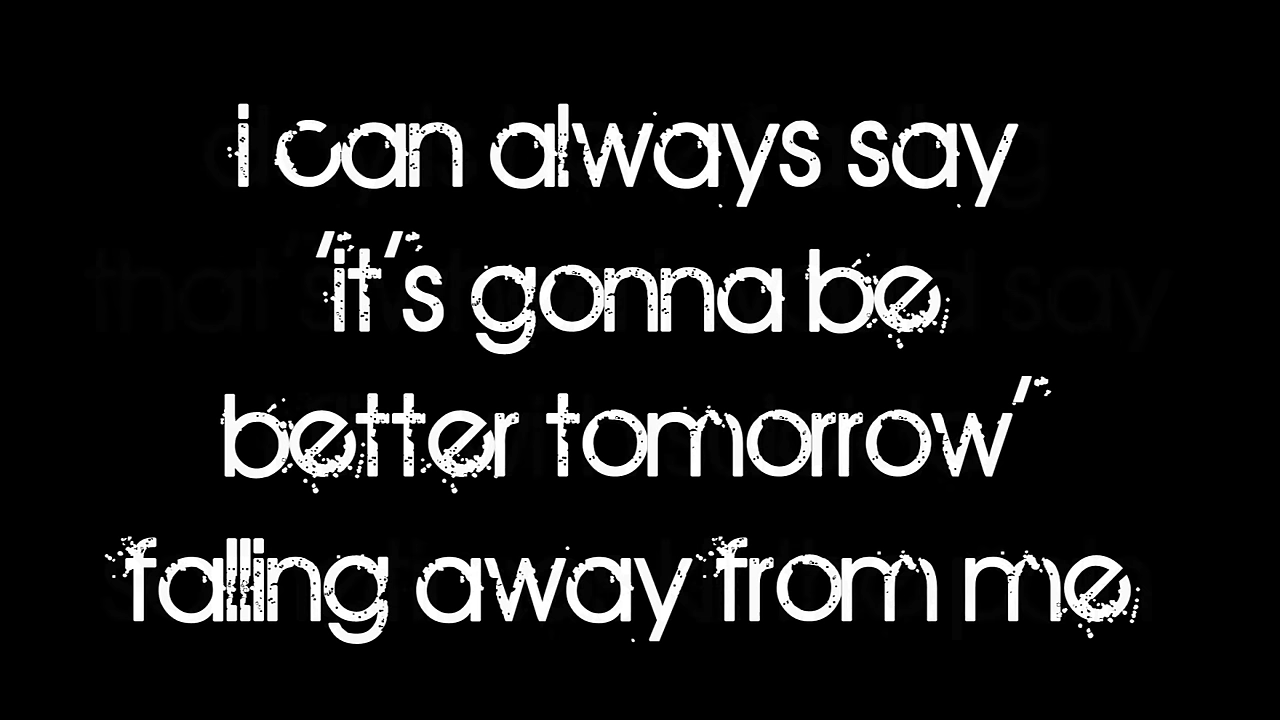 i can always say
'it's gonna be
better tomorrow'
falling away from me